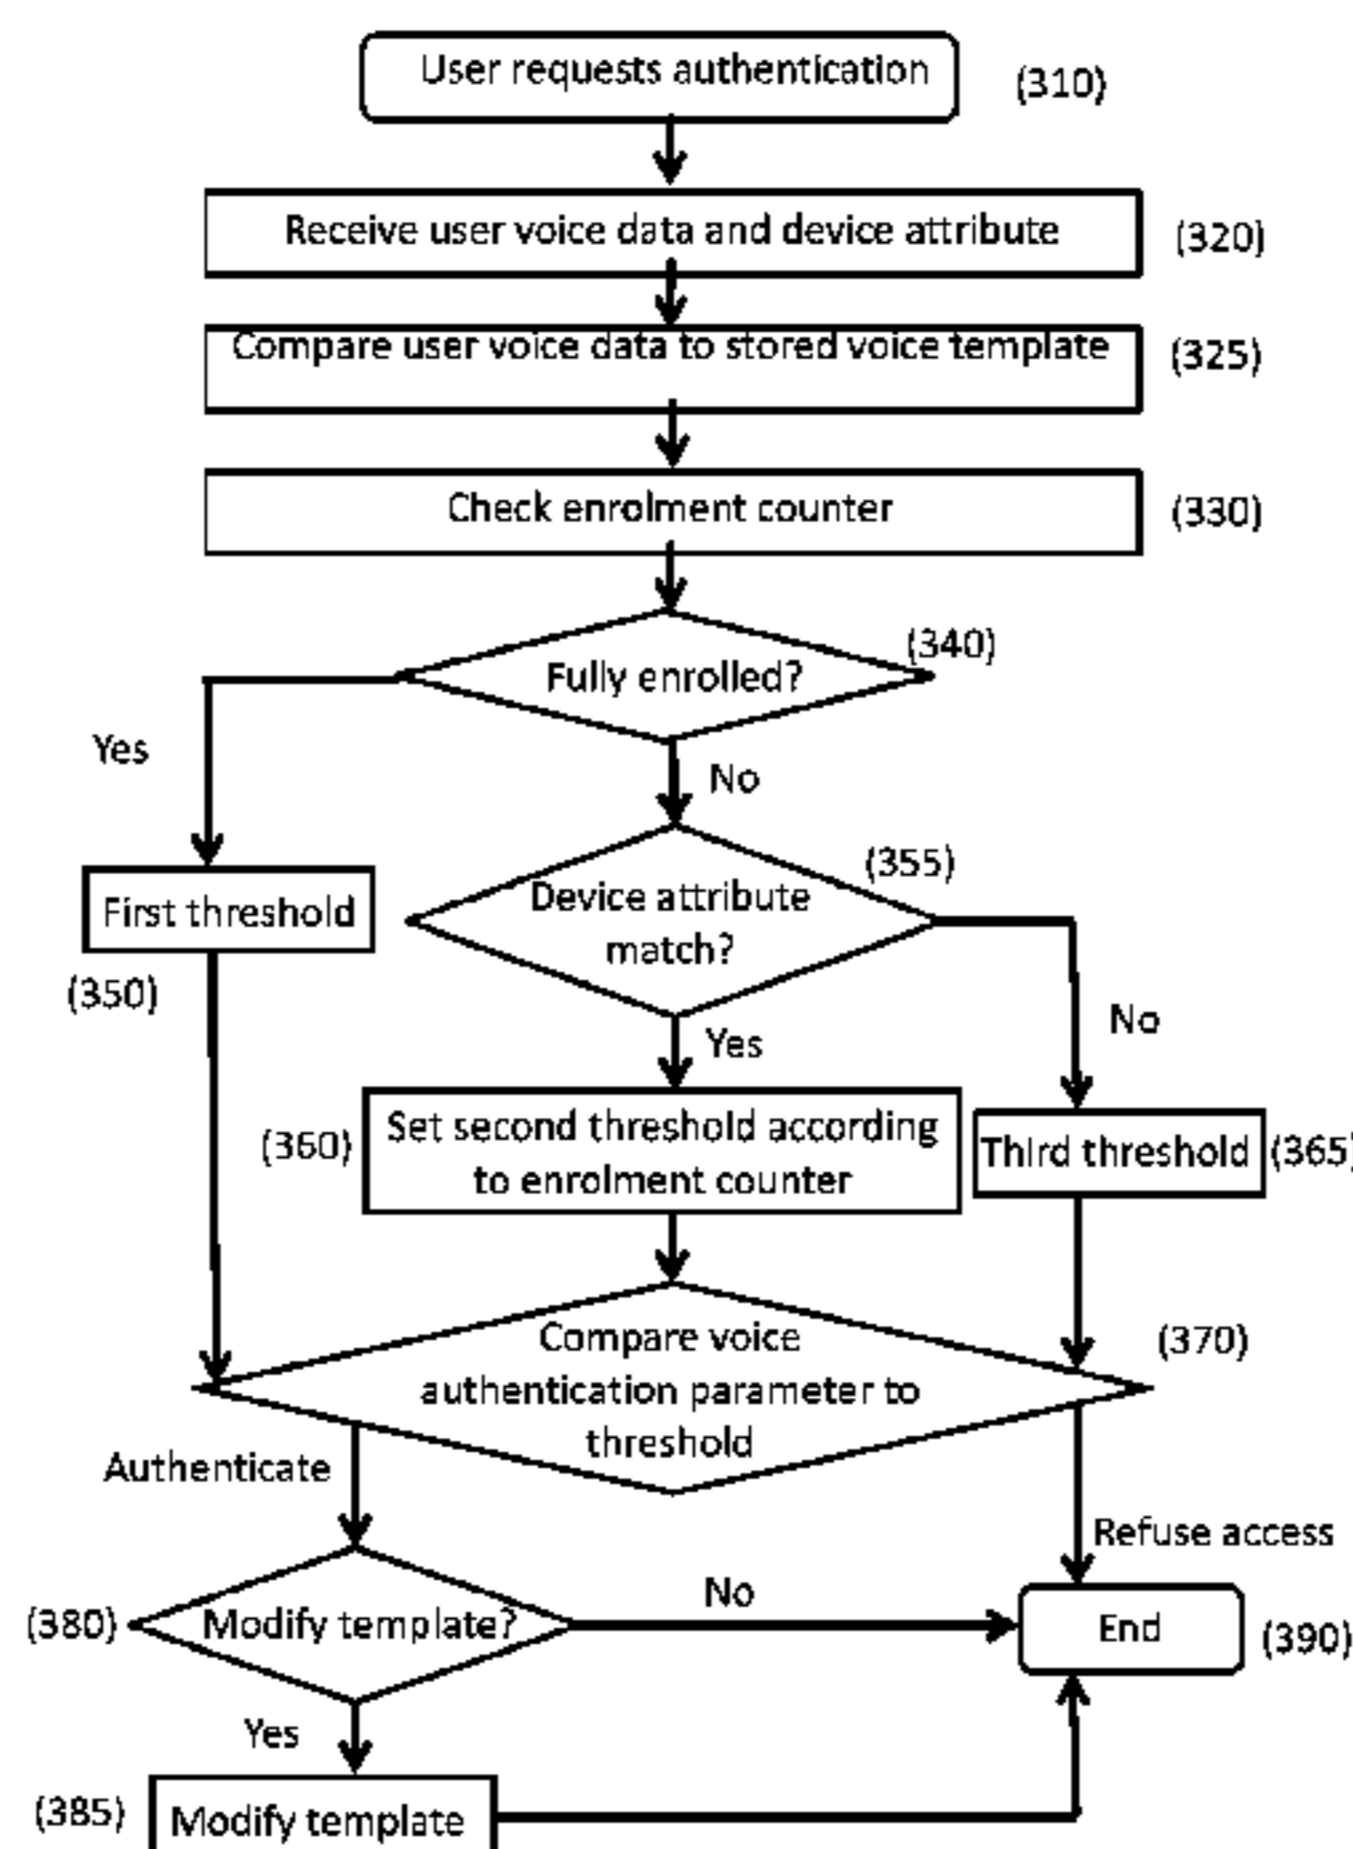 User requests authentication
(310)
Receive user voice data and device attribute
(320)
Compare user voice data to stored voice template
(325)
Check enrolment counter
(330)
(340)
Fully enrolled?
Yes
No
(355)
Device attribute
match?
First threshold
(350)
No
Yes
(360)
Set second threshold according
to enrolment counter
Third threshold
(365)
Compare voice
authentication parameter to
threshold
(370)
Authenticate
Refuse access
(380)
Modify template?
No
End
(390)
Yes
(385)
Modify template